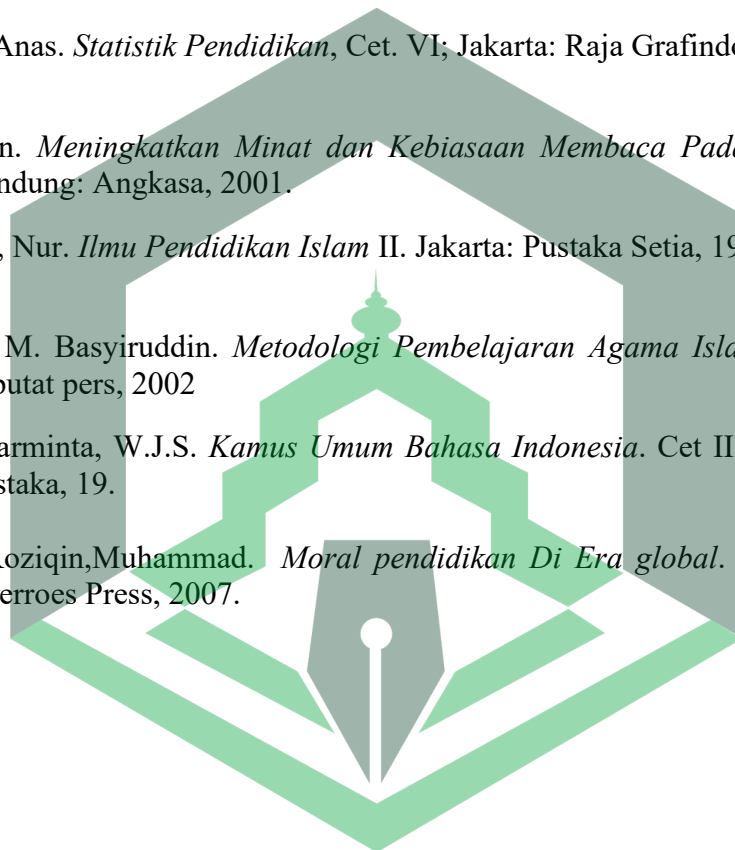 Anas. Statistik Pendidikan, Cet. VI; Jakarta: Raja Grafindo
n. Meningkatkan Minat dan Kebiasaan Membaca Pada
ndung: Angkasa, 2001.
, Nur. Ilmu Pendidikan Islam II. Jakarta: Pustaka Setia, 19
M. Basyiruddin. Metodologi Pembelajaran Agama Isla
putat pers, 2002
arminta, W.J.S. Kamus Umum Bahasa Indonesia. Cet II
staka, 19.
Roziqin,Muhammad. Moral pendidikan Di Era global.
erroes Press, 2007.